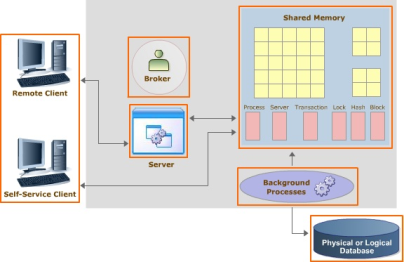 Shared Memory
Broker
Remote Client
Process Server Transaction Lock Hash Block
Server
Self-Service Client
Background
Processes
Physical or Logical
Database